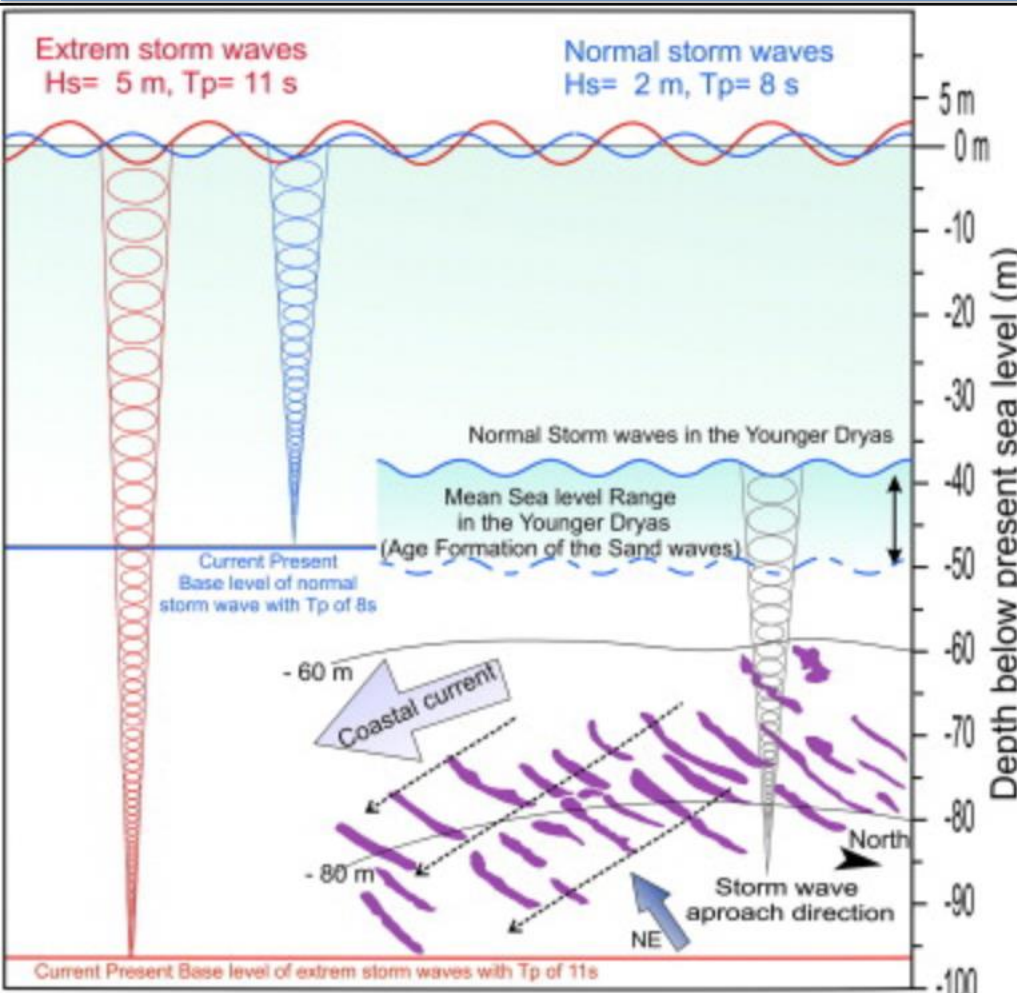 Extrem storm waves
Hs= 5 m, Tp= 11 s
Normal storm waves
Hs= 2 m, Tp= 8 s
5 m
0 m
-10
-20
-30
-40
-50
-60
-70
-80
-90
-100
Depth below present sea level (m)
Normal Storm waves in the Younger Dryas
Mean Sea level Range
in the Younger Dryas
(Age Formation of the Sand waves)
Current Present
Base level of normal
storm wave with Tp of 8s
- 60 m
Coastal current
- 80 m
North
Storm wave
aproach direction
NE
Current Present Base level of extrem storm waves with Tp of 11s